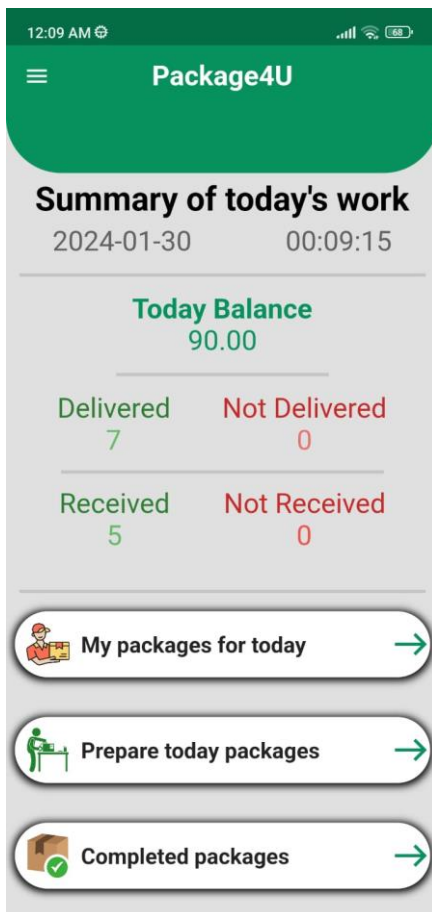 12:09 AM 68
Package4U
Summary of today's work
2024-01-30 00:09:15
Today Balance
90.00
Delivered Not Delivered
7 0
Received Not Received
5 0
My packages for today
Prepare today packages
Completed packages